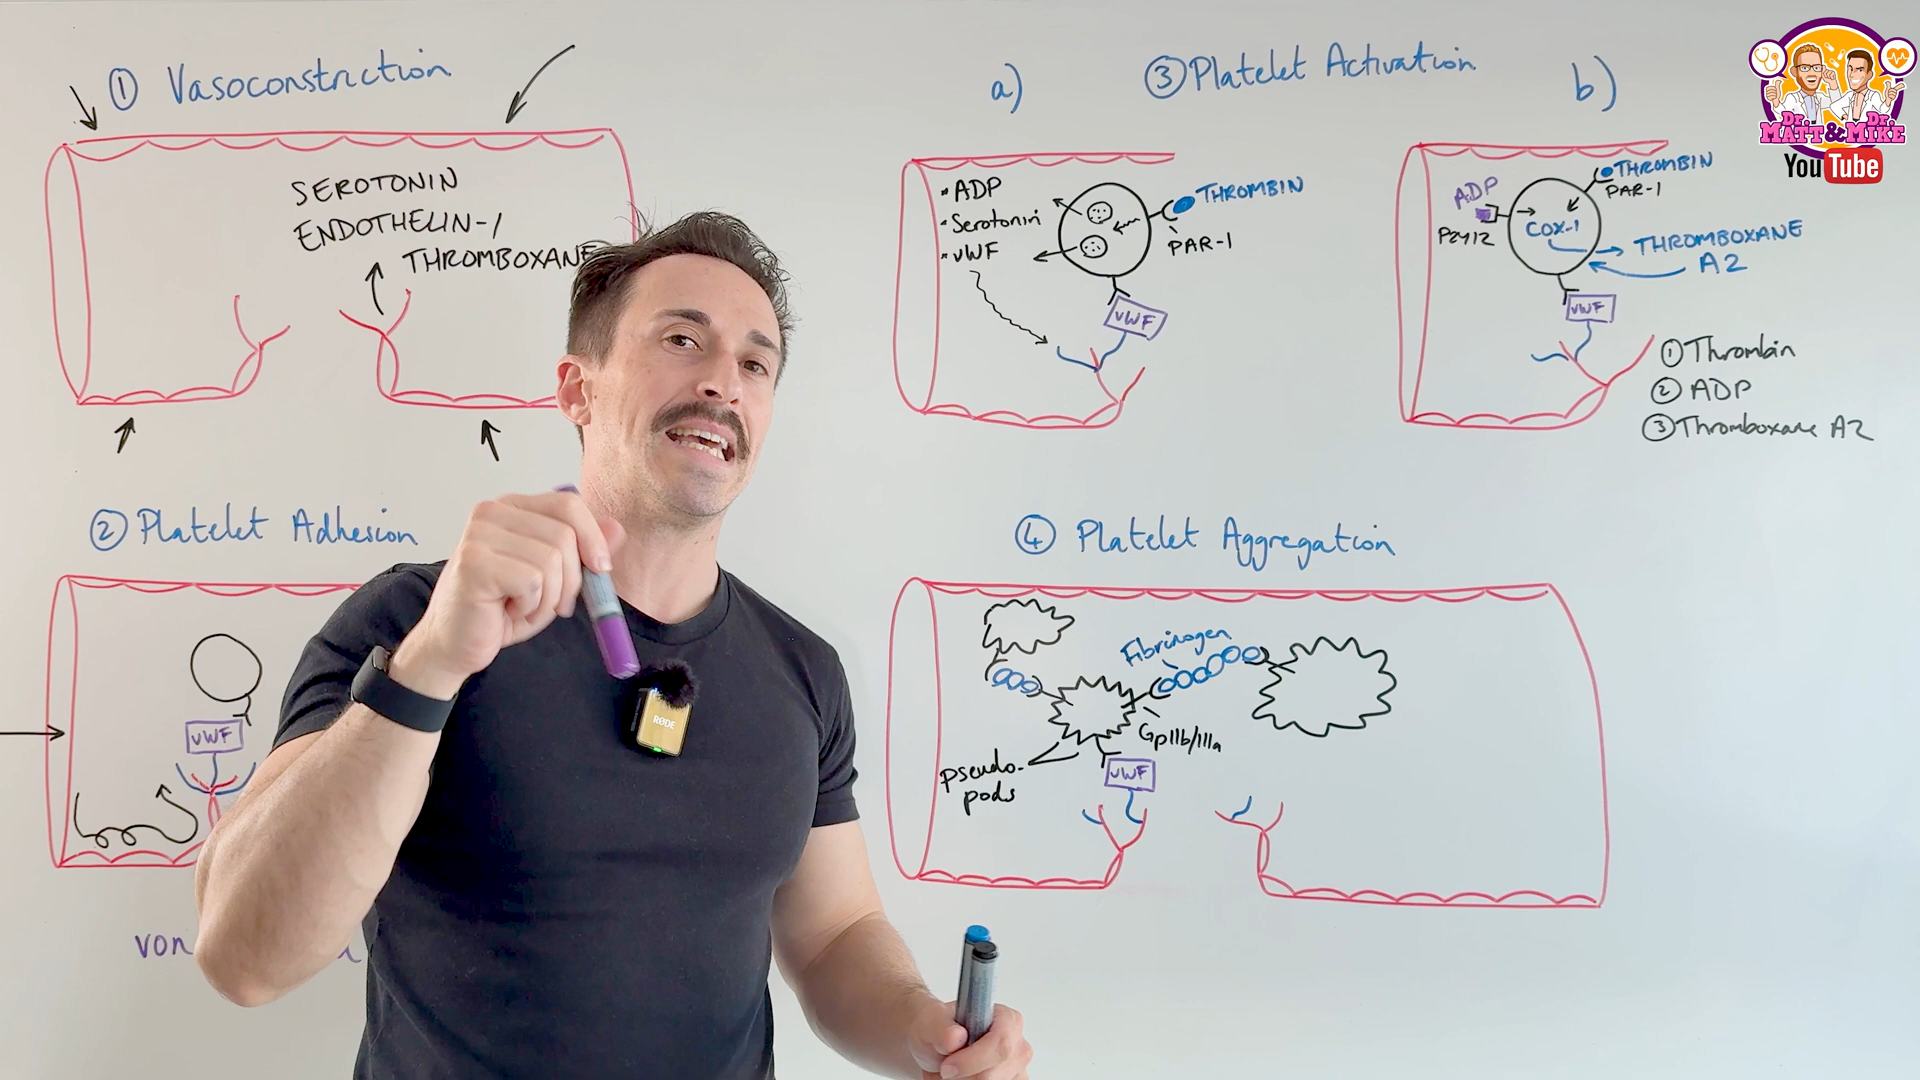 ① Vasoconstriction
SEROTONIN
ENDOTHELIN-1
THROMBOXANE
② Platelet Adhesion
vWF
von
③ Platelet Activation
a)
• ADP
• Serotonin
• vWF
THROMBIN
PAR-1
vWF
b)
THROMBIN
PAR-1
ADP
P2Y12
COX-1
THROMBOXANE
A2
vWF
① Thrombin
② ADP
③ Thromboxane A2
④ Platelet Aggregation
Fibrinogen
GpIIb/IIIa
pseudo-
pods
vWF
RØDE
Dr. Dr.
MATT & MIKE
YouTube